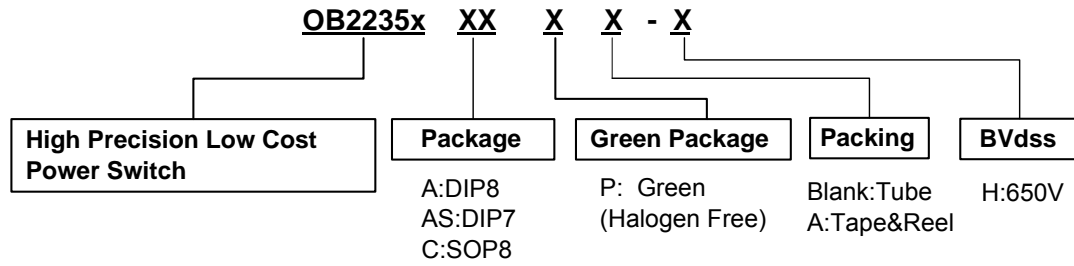 OB2235x XX X X - X
High Precision Low Cost
Power Switch
Package
A:DIP8
AS:DIP7
C:SOP8
Green Package
P: Green
(Halogen Free)
Packing
Blank:Tube
A:Tape&Reel
BVdss
H:650V